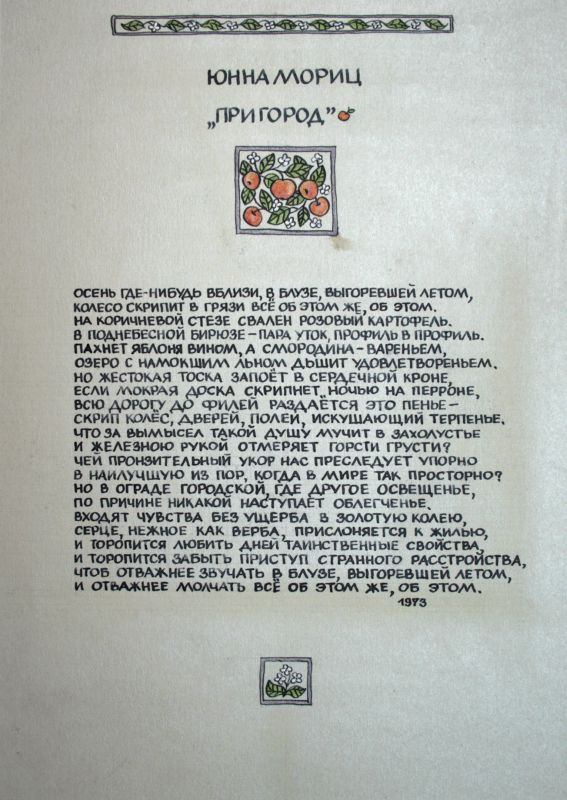 ЮННА МОРИЦ
„ПРИГОРОД”
ОСЕНЬ ГДЕ-НИБУДЬ ВБЛИЗИ, В БЛУЗЕ, ВЫГОРЕВШЕЙ ЛЕТОМ,
КОЛЕСО СКРИПИТ В ГРЯЗИ ВСЁ ОБ ЭТОМ ЖЕ, ОБ ЭТОМ.
НА КОРИЧНЕВОЙ СТЕЗЕ СВАЛЕН РОЗОВЫЙ КАРТОФЕЛЬ.
В ПОДНЕБЕСНОЙ БИРЮЗЕ – ПАРА УТОК, ПРОФИЛЬ В ПРОФИЛЬ.
ПАХНЕТ ЯБЛОНЯ ВИНОМ, А СМОРОДИНА – ВАРЕНЬЕМ,
ОЗЕРО С НАМОКШИМ ЛЬНОМ ДЫШИТ УДОВЛЕТВОРЕНЬЕМ.
НО ЖЕСТОКАЯ ТОСКА ЗАПОЁТ В СЕРДЕЧНОЙ КРОНЕ,
ЕСЛИ МОКРАЯ ДОСКА СКРИПНЕТ НОЧЬЮ НА ПЕРРОНЕ,
ВСЮ ДОРОГУ ДО ФИЛЕЙ РАЗДАЁТСЯ ЭТО ПЕНЬЕ –
СКРИП КОЛЁС, ДВЕРЕЙ, ПОЛЕЙ, ИСКУШАЮЩИЙ ТЕРПЕНЬЕ.
ЧТО ЗА ВЫМЫСЕЛ ТАКОЙ ДУШУ МУЧИТ В ЗАХОЛУСТЬЕ
И ЖЕЛЕЗНОЮ РУКОЙ ОТМЕРЯЕТ ГОРСТИ ГРУСТИ?
ЧЕЙ ПРОНЗИТЕЛЬНЫЙ УКОР НАС ПРЕСЛЕДУЕТ УПОРНО
В НАИЛУЧШУЮ ИЗ ПОР, КОГДА В МИРЕ ТАК ПРОСТОРНО?
НО В ОГРАДЕ ГОРОДСКОЙ, ГДЕ ДРУГОЕ ОСВЕЩЕНЬЕ,
ПО ПРИЧИНЕ НИКАКОЙ НАСТУПАЕТ ОБЛЕГЧЕНЬЕ.
ВХОДЯТ ЧУВСТВА БЕЗ УЩЕРБА В ЗОЛОТУЮ КОЛЕЮ,
СЕРЦЕ, НЕЖНОЕ КАК ВЕРБА, ПРИСЛОНЯЕТСЯ К ЖИЛЬЮ,
И ТОРОПИТСЯ ЛЮБИТЬ ДНЕЙ ТАИНСТВЕННЫЕ СВОЙСТВА,
И ТОРОПИТСЯ ЗАБЫТЬ ПРИСТУП СТРАННОГО РАССТРОЙСТВА,
ЧТОБ ОТВАЖНЕЕ ЗВУЧАТЬ В БЛУЗЕ, ВЫГОРЕВШЕЙ ЛЕТОМ,
И ОТВАЖНЕЕ МОЛЧАТЬ ВСЁ ОБ ЭТОМ ЖЕ, ОБ ЭТОМ.
1973